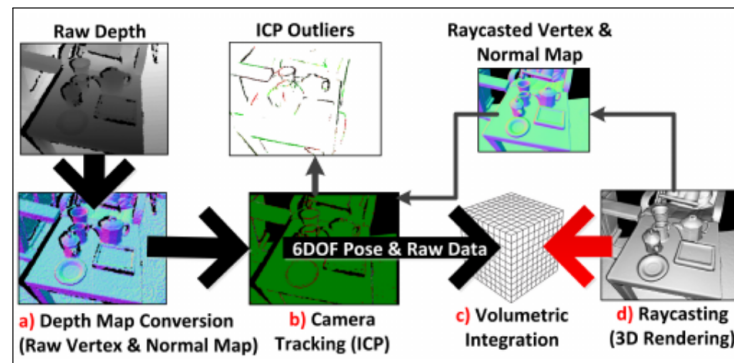 Raw Depth
ICP Outliers
Raycasted Vertex &
Normal Map
6DOF Pose & Raw Data
a) Depth Map Conversion
(Raw Vertex & Normal Map)
b) Camera
Tracking (ICP)
c) Volumetric
Integration
d) Raycasting
(3D Rendering)